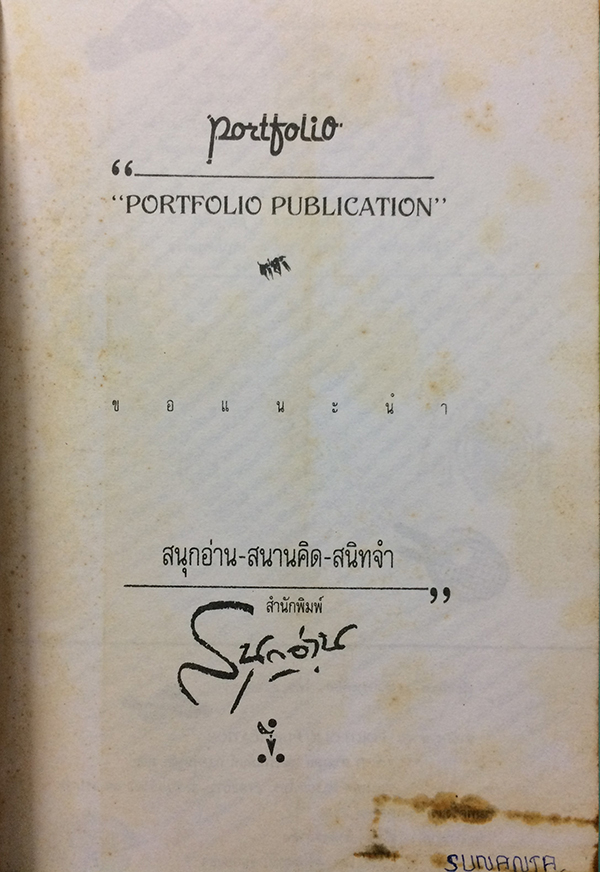 portfolio
“
“PORTFOLIO PUBLICATION”
ขอแนะนำ
สนุกอ่าน-สนานคิด-สนิทจำ
”
สำนักพิมพ์
สนุกอ่าน
SUNANTA